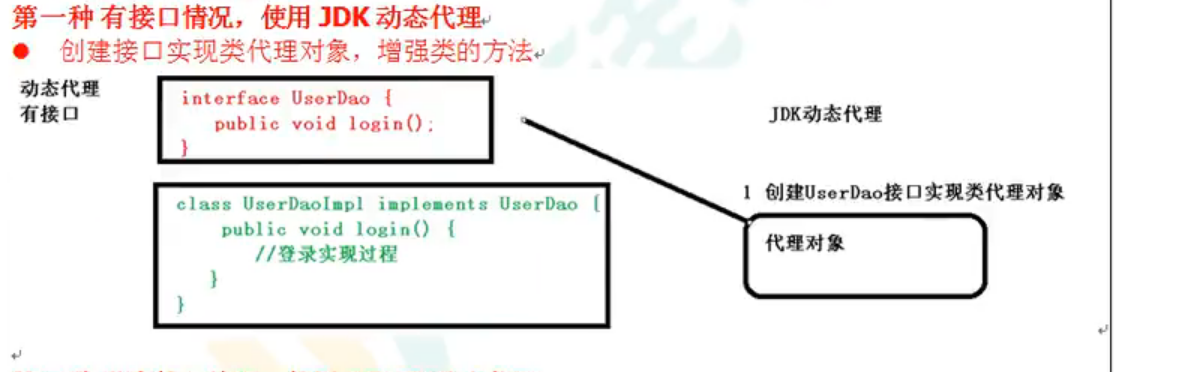 第一种 有接口情况，使用 JDK 动态代理
● 创建接口实现类代理对象，增强类的方法
动态代理
有接口
interface UserDao {
public void login();
}
class UserDaoImpl implements UserDao {
public void login() {
//登录实现过程
}
}
JDK动态代理
1 创建UserDao接口实现类代理对象
代理对象